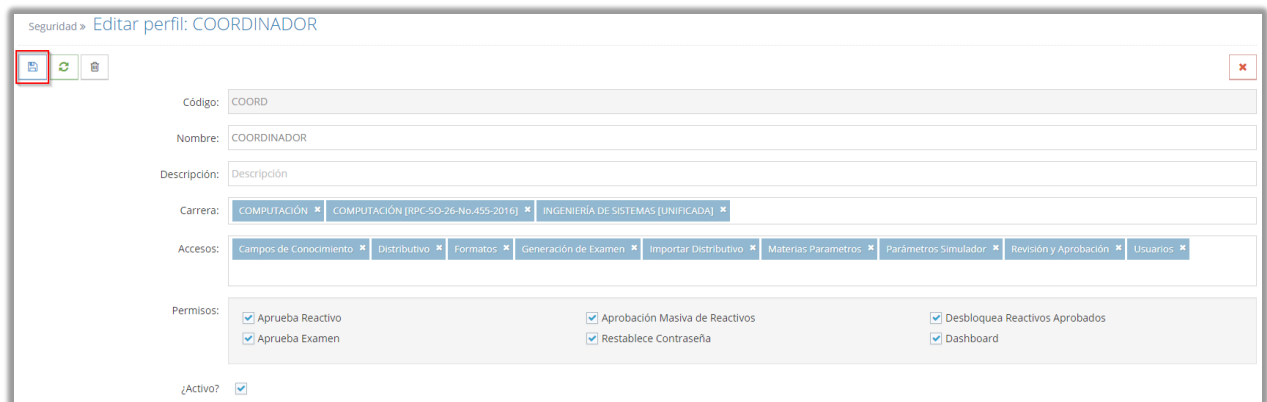 Seguridad » Editar perfil: COORDINADOR
Código: COORD
Nombre: COORDINADOR
Descripción: Descripción
Carrera: COMPUTACIÓN × COMPUTACIÓN [RPC-SO-26-No.455-2016] × INGENIERÍA DE SISTEMAS [UNIFICADA] ×
Accesos: Campos de Conocimiento × Distributivo × Formatos × Generación de Examen × Importar Distributivo × Materias Parametros × Parámetros Simulador × Revisión y Aprobación × Usuarios ×
Permisos: Aprueba Reactivo Aprobación Masiva de Reactivos Desbloquea Reactivos Aprobados
Aprueba Examen Restablece Contraseña Dashboard
¿Activo?